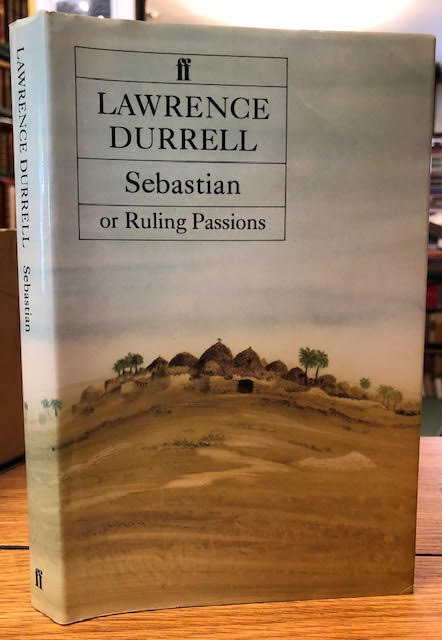 ff
LAWRENCE
DURRELL
Sebastian
or Ruling Passions
LAWRENCE DURRELL Sebastian
ff